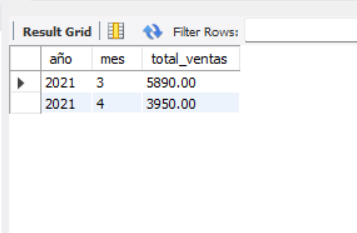 Result Grid Filter Rows:
año mes total_ventas
2021 3 5890.00
2021 4 3950.00